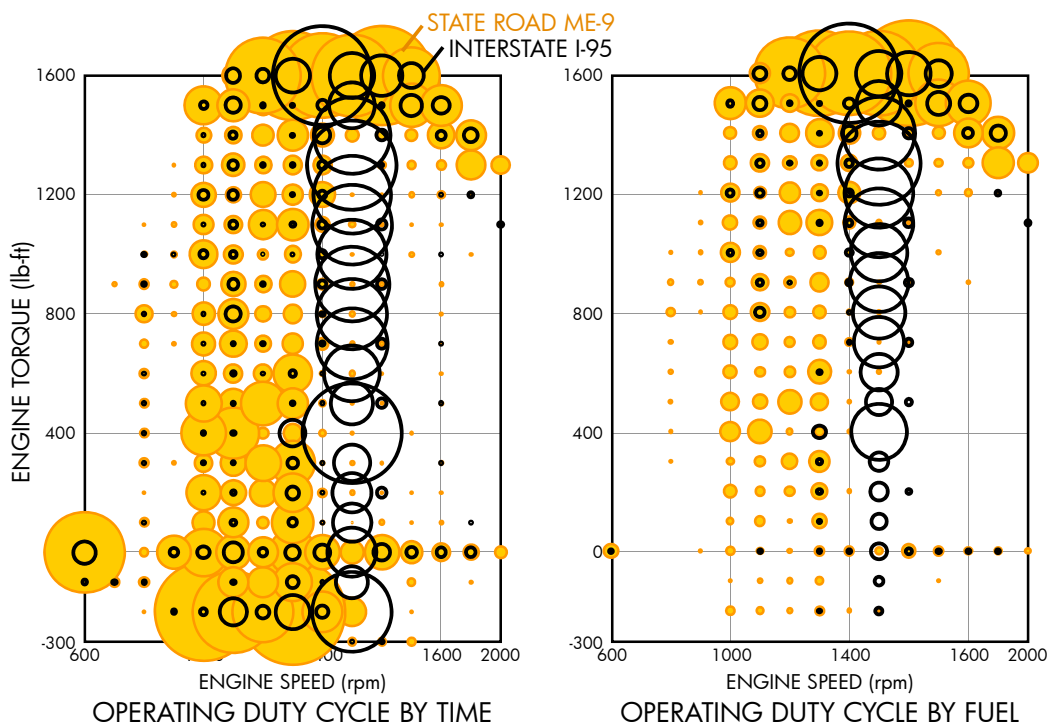 STATE ROAD ME-9
INTERSTATE I-95
ENGINE TORQUE (lb-ft)
1600
1200
800
400
0
-300
600 1600 2000
ENGINE SPEED (rpm)
OPERATING DUTY CYCLE BY TIME
1600
1200
800
400
0
-300
600 1000 1400 1600 2000
ENGINE SPEED (rpm)
OPERATING DUTY CYCLE BY FUEL